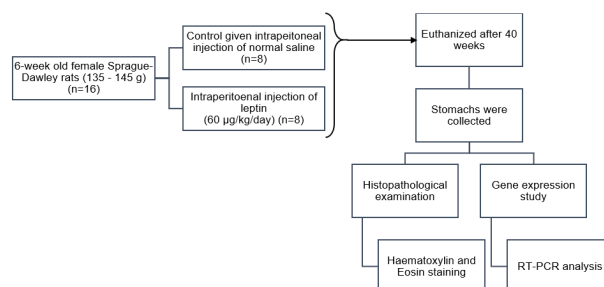 6-week old female Sprague-
Dawley rats (135 - 145 g)
(n=16)
Control given intrapeitoneal
injection of normal saline
(n=8)
Intraperitoenal injection of
leptin
(60 µg/kg/day) (n=8)
Euthanized after 40
weeks
Stomachs were
collected
Histopathological
examination
Gene expression
study
Haematoxylin and
Eosin staining
RT-PCR analysis